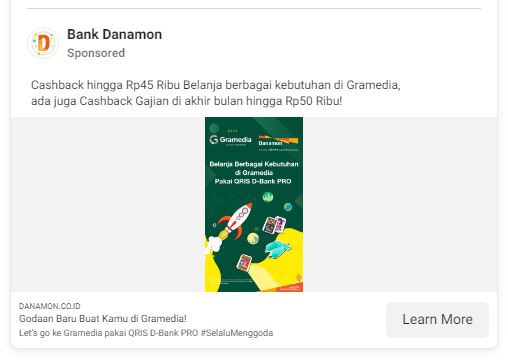 Bank Danamon
Sponsored
Cashback hingga Rp45 Ribu Belanja berbagai kebutuhan di Gramedia,
ada juga Cashback Gajian di akhir bulan hingga Rp50 Ribu!
Gramedia
Danamon
Belanja Berbagai Kebutuhan
di Gramedia
Pakai QRIS D-Bank PRO
DANAMON.CO.ID
Godaan Baru Buat Kamu di Gramedia!
Let's go ke Gramedia pakai QRIS D-Bank PRO #SelaluMenggoda
Learn More